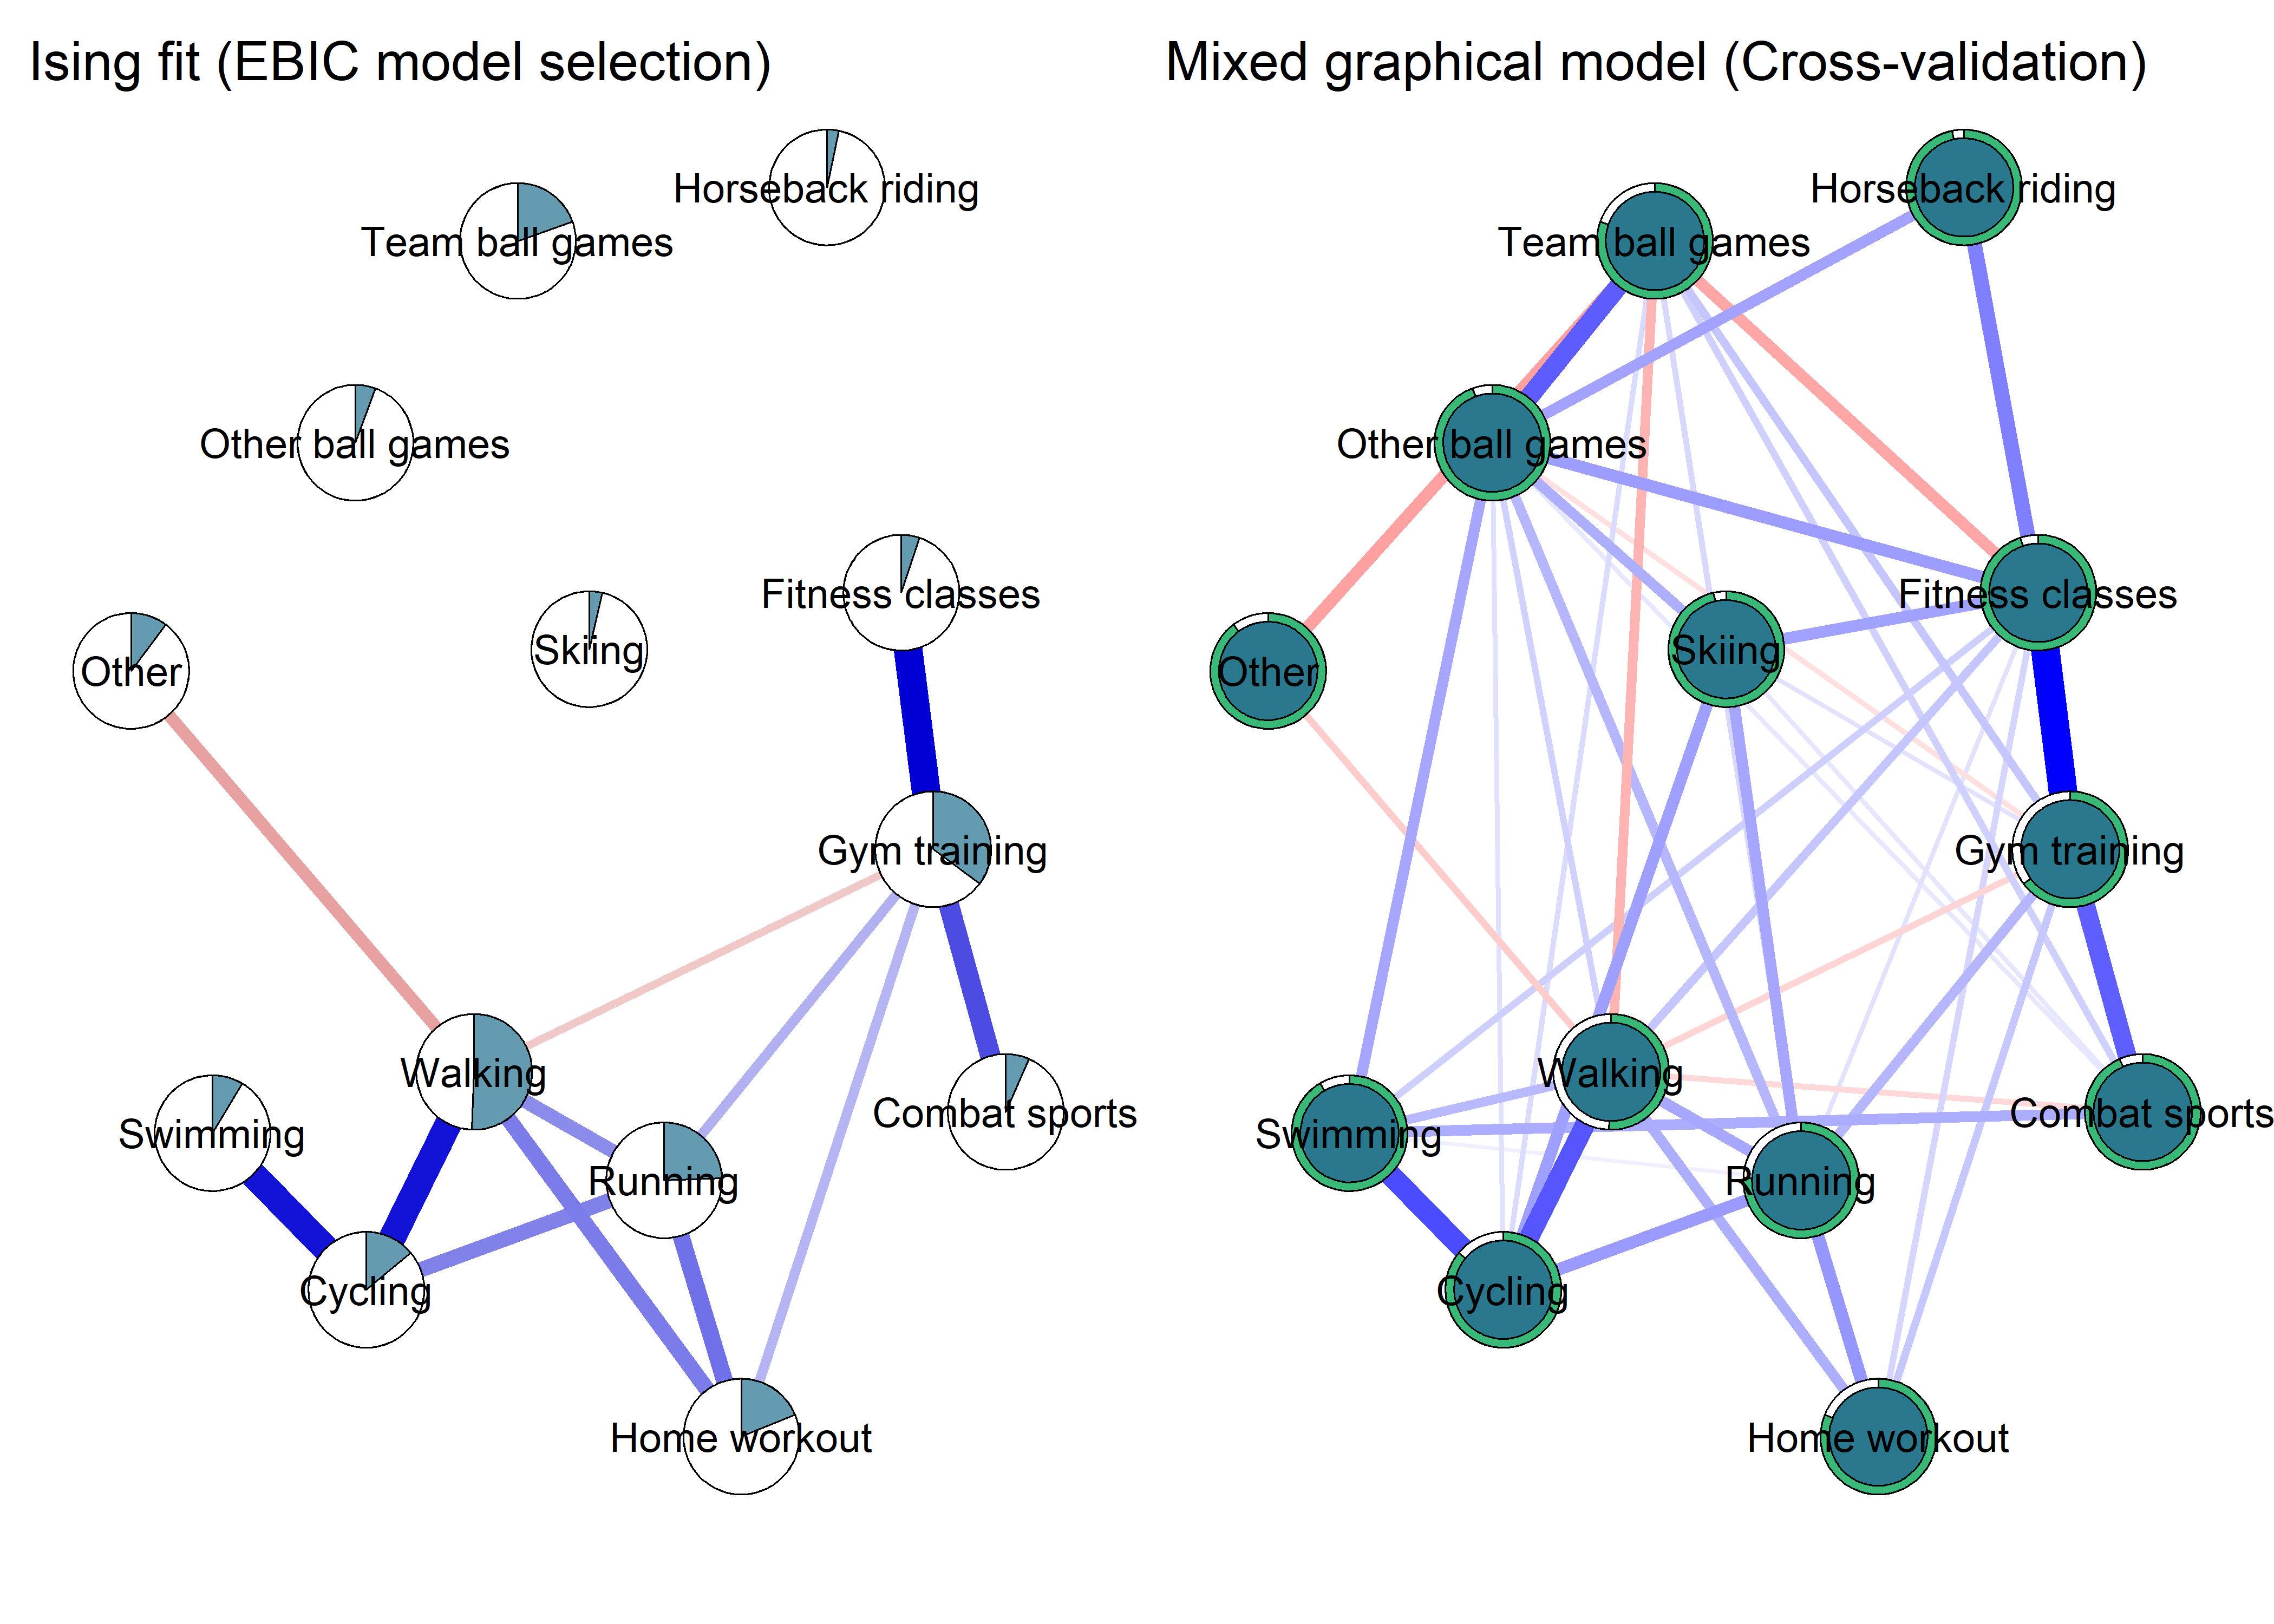 Ising fit (EBIC model selection)
Horseback riding
Team ball games
Other ball games
Fitness classes
Skiing
Other
Gym training
Walking
Combat sports
Swimming
Running
Cycling
Home workout
Mixed graphical model (Cross-validation)
Horseback riding
Team ball games
Other ball games
Fitness classes
Skiing
Other
Gym training
Walking
Combat sports
Swimming
Running
Cycling
Home workout